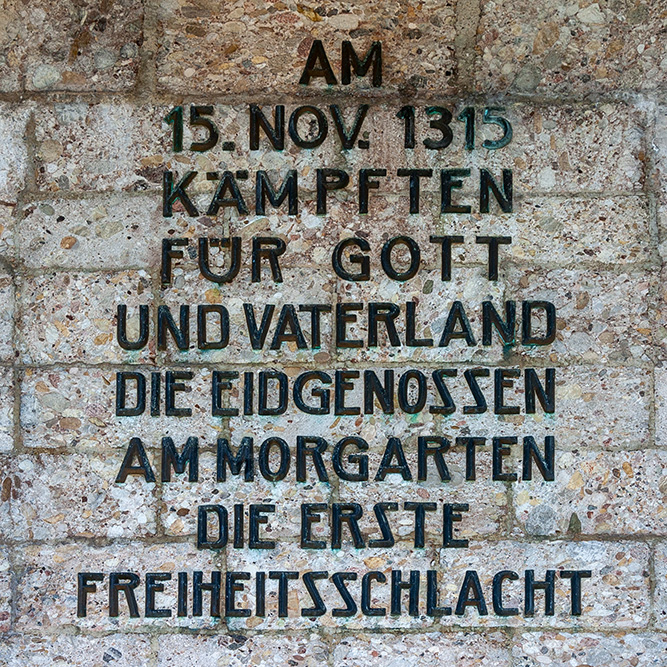 AM
15. NOV. 1315
KÄMPFTEN
FÜR GOTT
UND VATERLAND
DIE EIDGENOSSEN
AM MORGARTEN
DIE ERSTE
FREIHEITSSCHLACHT